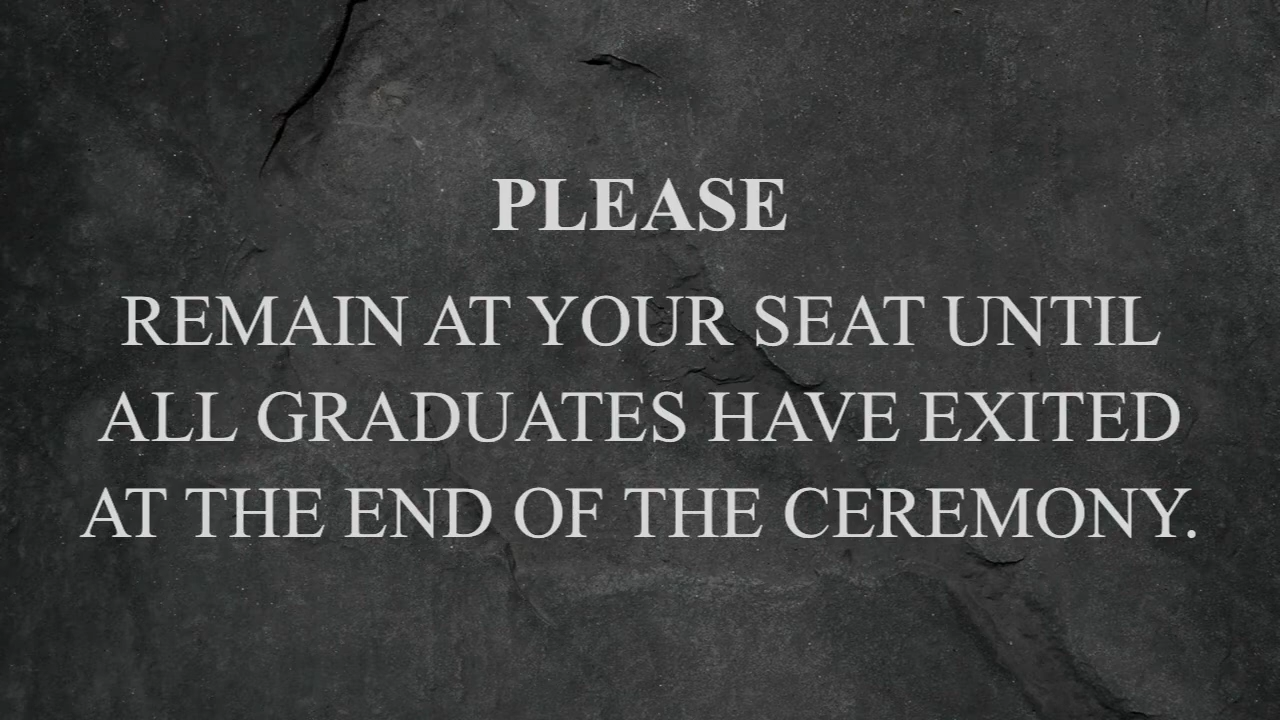 PLEASE
REMAIN AT YOUR SEAT UNTIL
ALL GRADUATES HAVE EXITED
AT THE END OF THE CEREMONY.